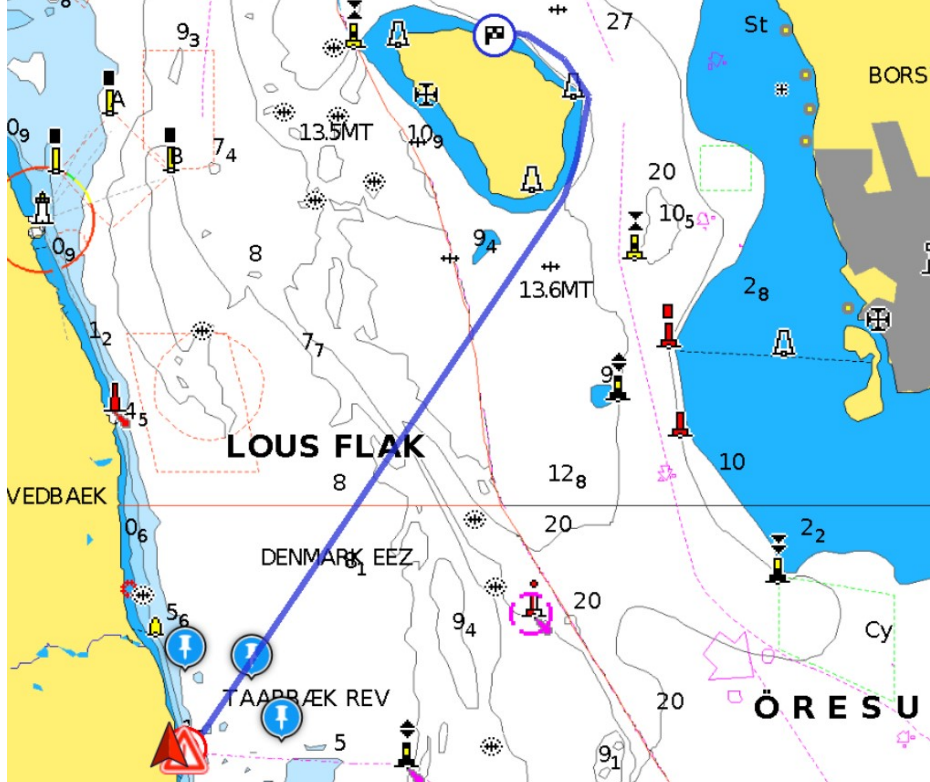 8
9₃
27
St
BORS
A
0₉
13.5MT
10₉
7₄
B
20
10₅
0₉
8
9₄
13.6MT
2₈
1₂
7₇
9
4₅
LOUS FLAK
8
12₈
10
VEDBAEK
0₆
20
2₂
DENMARK EEZ
8₁
5₆
9₄
20
Cy
TAARBÆK REV
20
ÖRESU
5
9₁